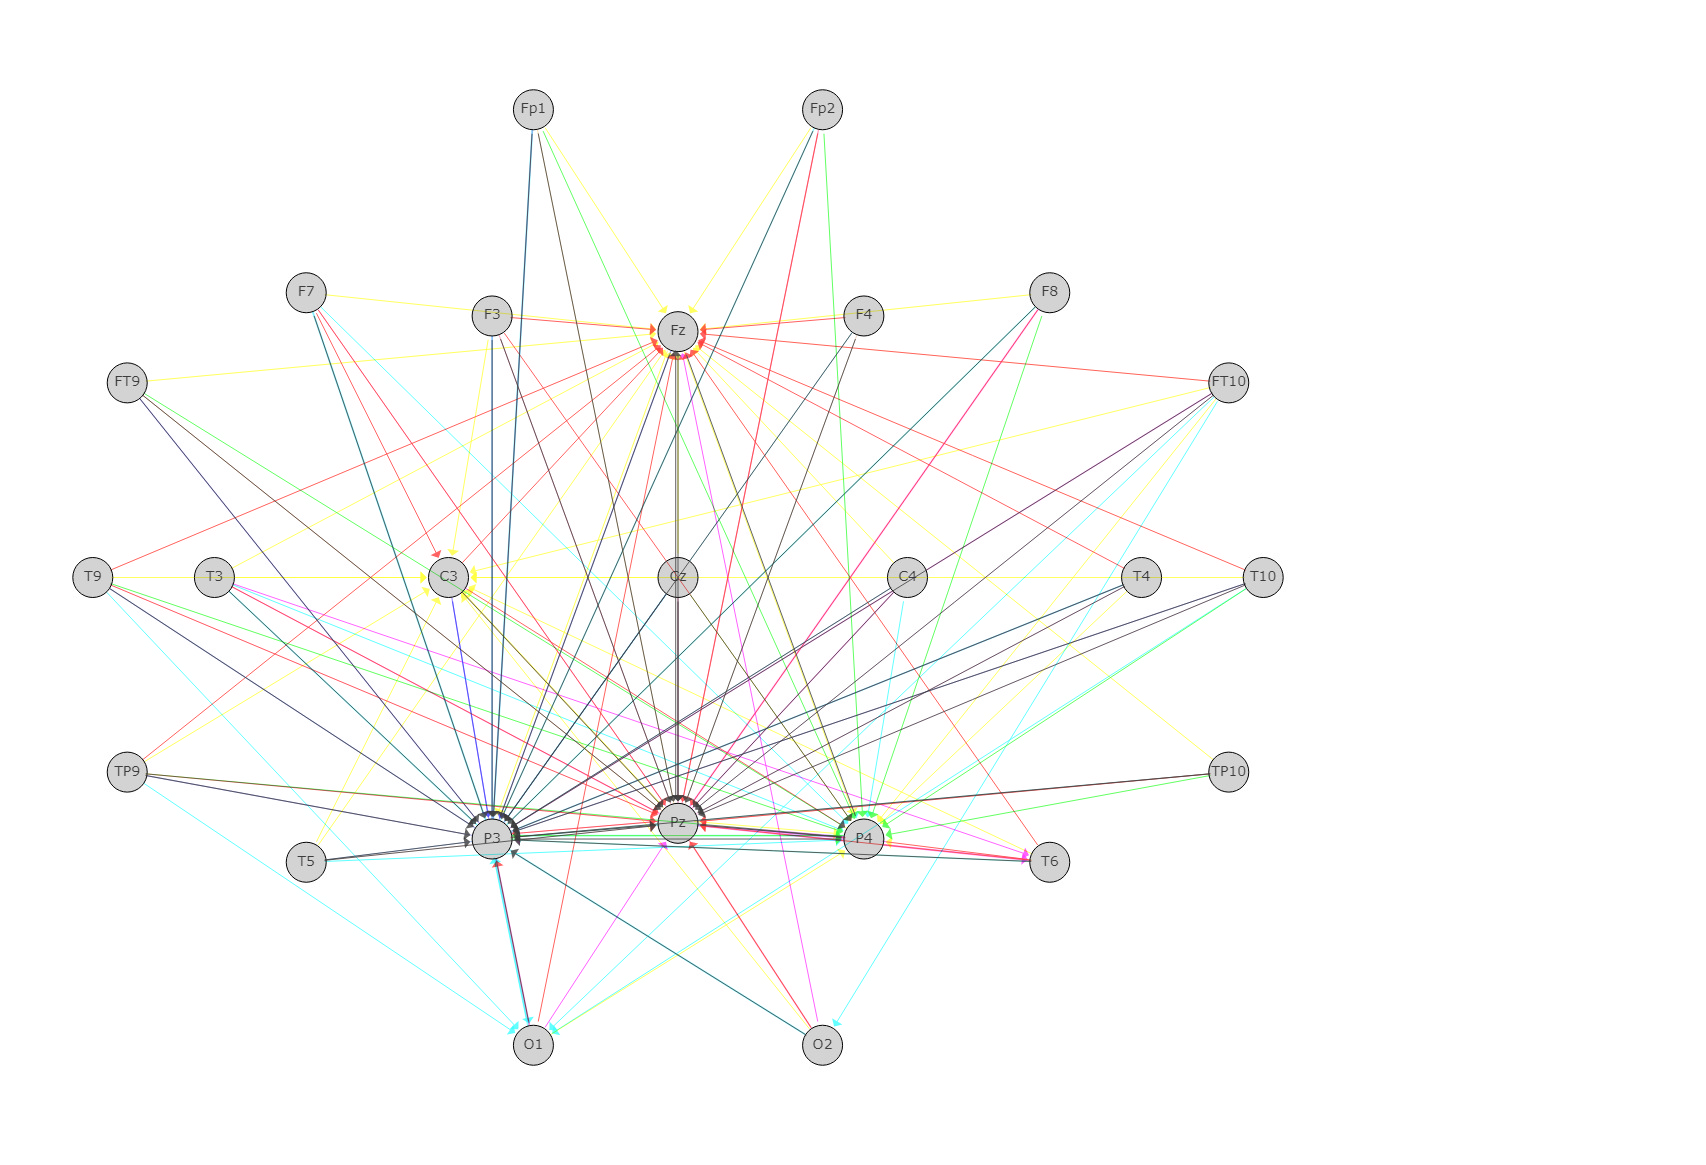 Fp1 Fp2
F7 F3 Fz F4 F8
FT9 FT10
T9 T3 C3 Cz C4 T4 T10
TP9 TP10
T5 P3 Pz P4 T6
O1 O2